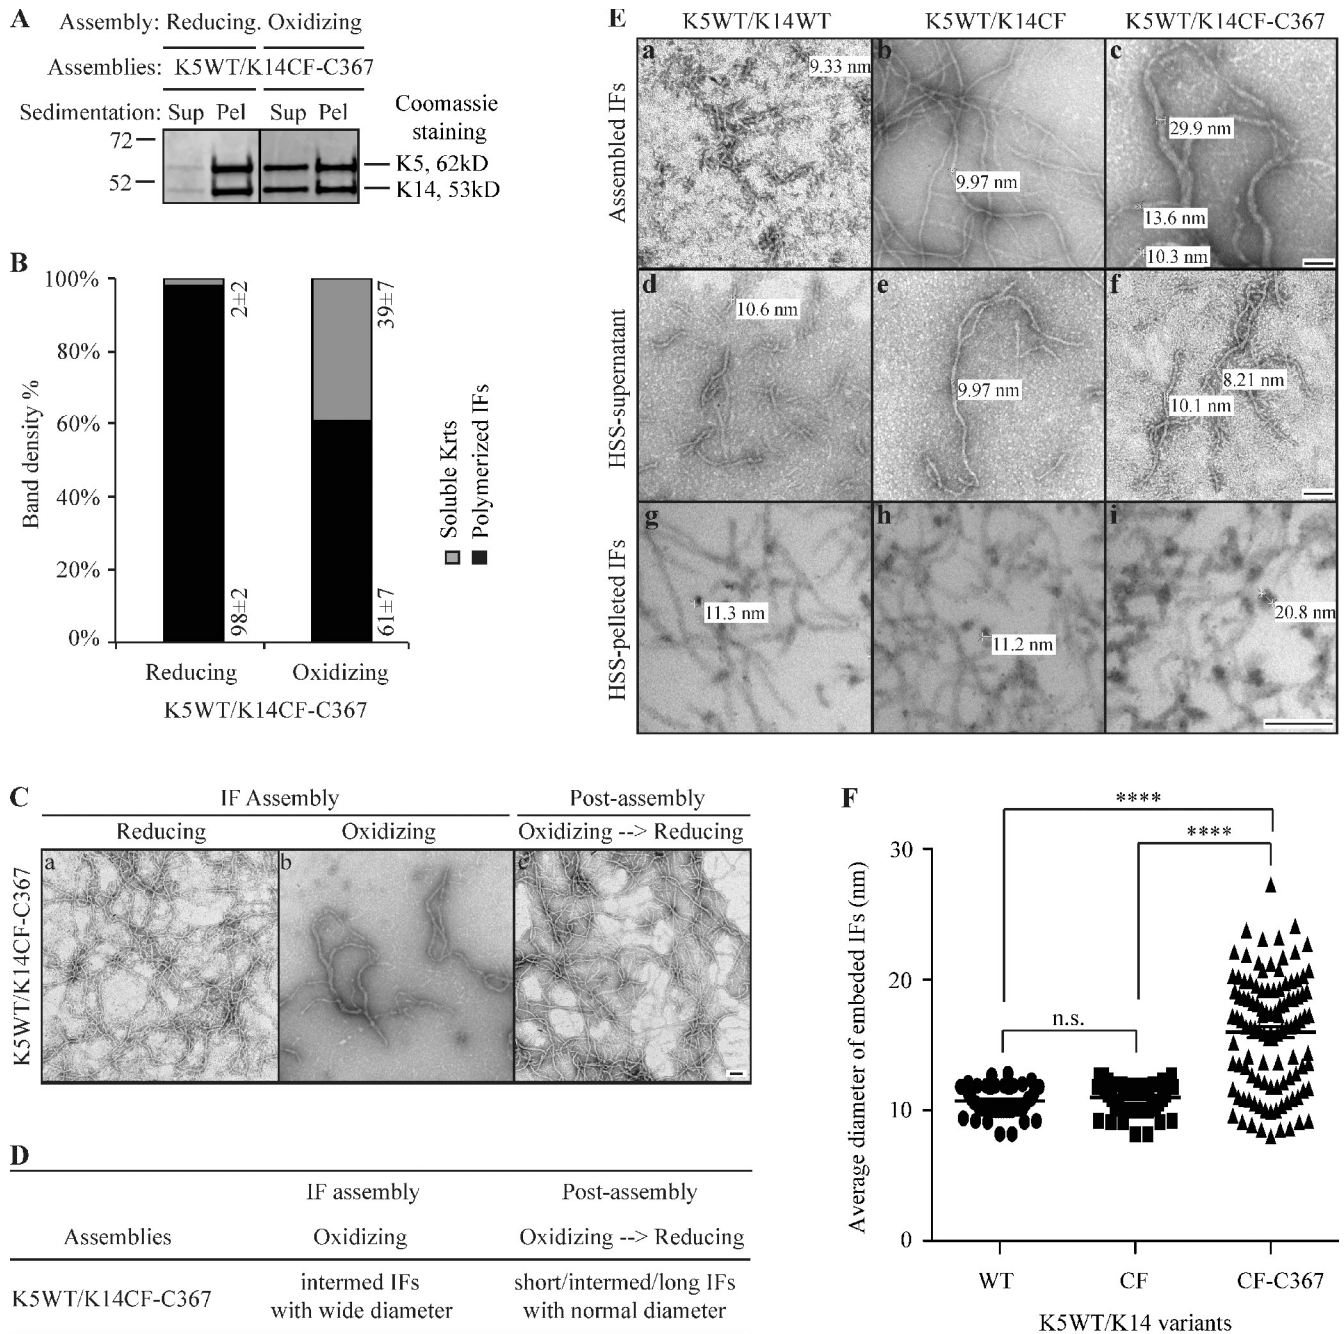 A
Assembly: Reducing. Oxidizing
Assemblies: K5WT/K14CF-C367
Sedimentation: Sup Pel Sup Pel
Coomassie
staining
72
52
K5, 62kD
K14, 53kD
B
100%
80%
60%
40%
20%
0%
Band density %
2±2
98±2
39±7
61±7
Soluble Krts
Polymerized IFs
Reducing Oxidizing
K5WT/K14CF-C367
C
IF Assembly Post-assembly
Reducing Oxidizing Oxidizing --> Reducing
K5WT/K14CF-C367
a b c
D
IF assembly Post-assembly
Assemblies Oxidizing Oxidizing --> Reducing
K5WT/K14CF-C367
intermed IFs
with wide diameter
short/intermed/long IFs
with normal diameter
E
K5WT/K14WT K5WT/K14CF K5WT/K14CF-C367
Assembled IFs
a 9.33 nm
b 9.97 nm
c 29.9 nm
13.6 nm
10.3 nm
HSS-supernatant
d 10.6 nm
e 9.97 nm
f 8.21 nm
10.1 nm
HSS-pelleted IFs
g 11.3 nm
h 11.2 nm
i 20.8 nm
F
****
****
n.s.
30
20
10
0
Average diameter of embeded IFs (nm)
WT CF CF-C367
K5WT/K14 variants